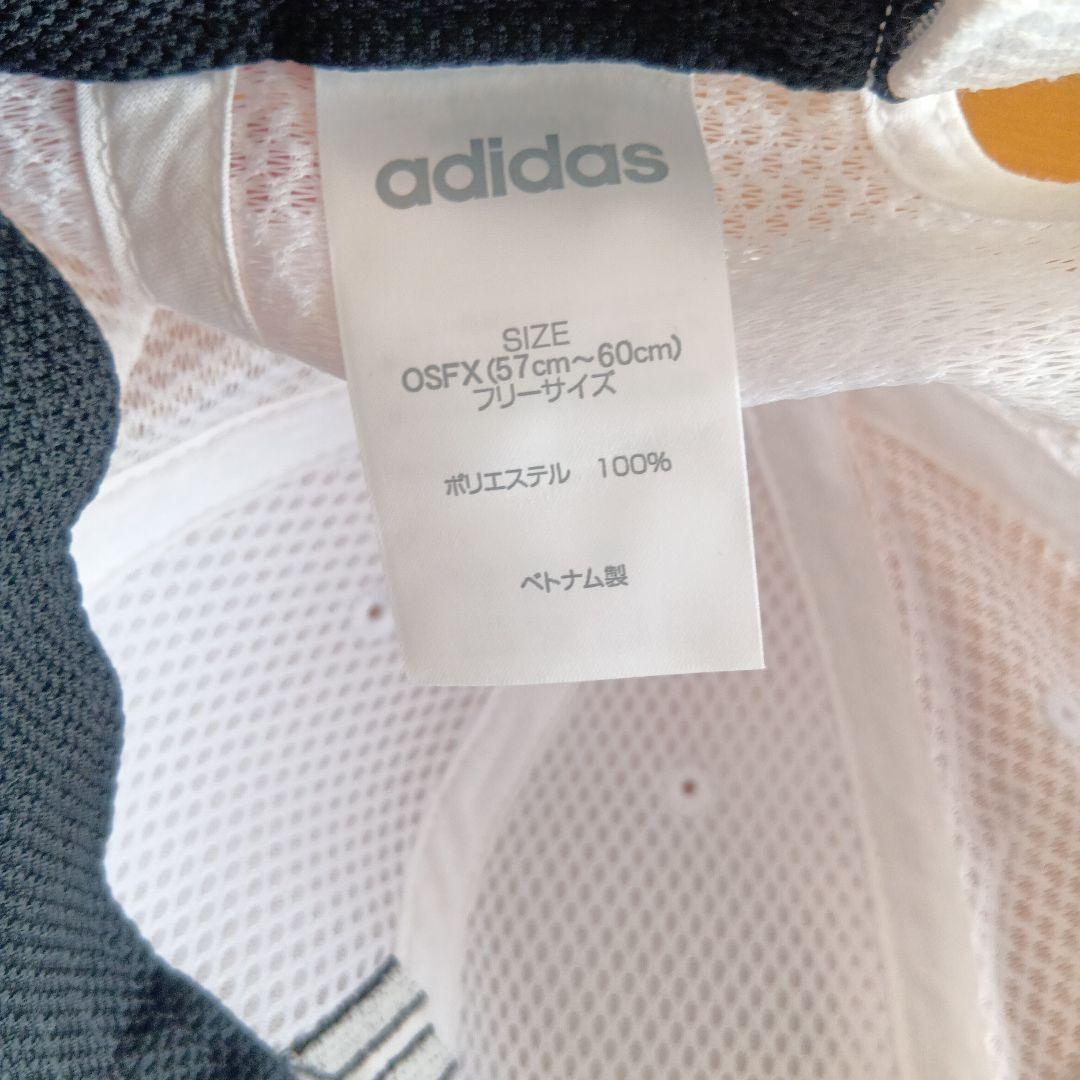 adidas
SIZE
OSFX(57cm～60cm)
フリーサイズ
ポリエステル 100%
ベトナム製